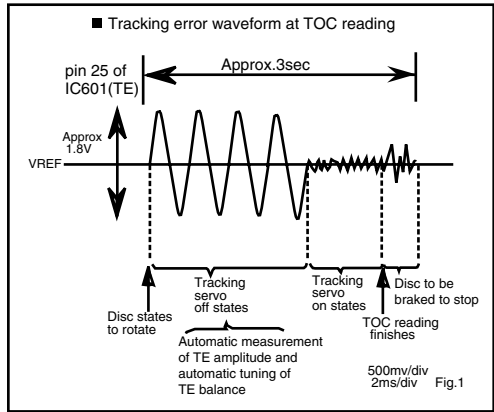 ■ Tracking error waveform at TOC reading
pin 25 of
IC601(TE)
Approx.3sec
Approx
1.8V
VREF
Disc states
to rotate
Tracking
servo
off states
Tracking
servo
on states
Disc to be
braked to stop
TOC reading
finishes
Automatic measurement
of TE amplitude and
automatic tuning of
TE balance
500mv/div
2ms/div
Fig.1